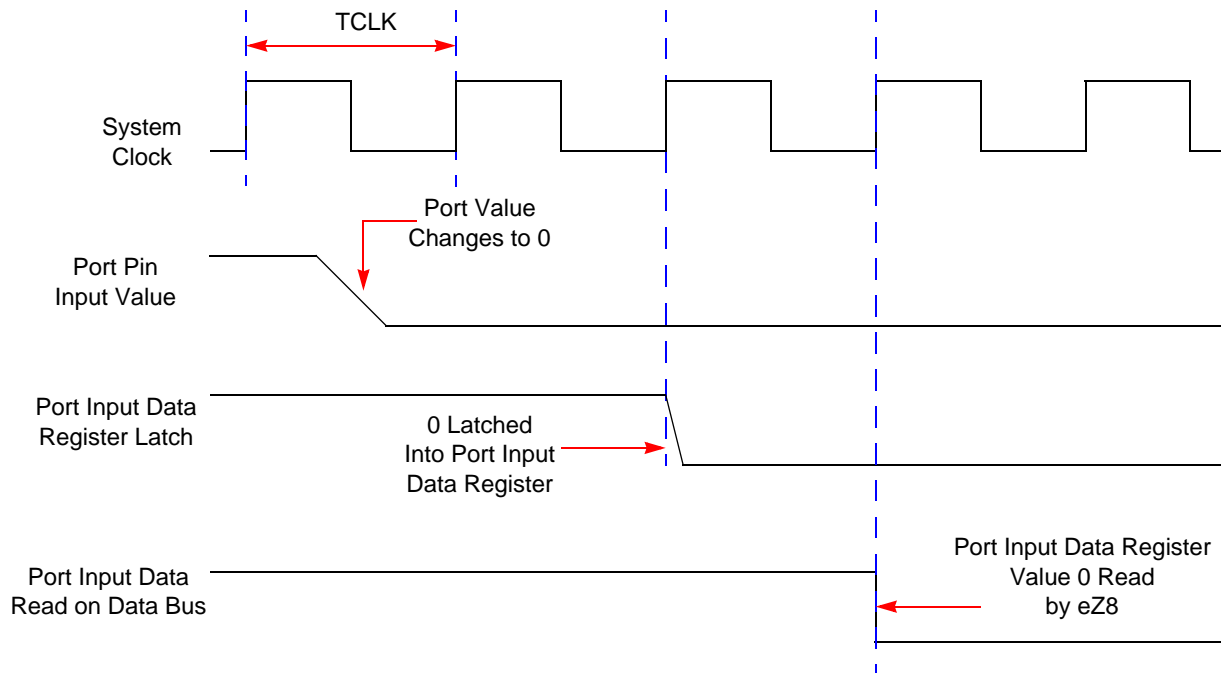 TCLK
System
Clock
Port Value
Changes to 0
Port Pin
Input Value
Port Input Data
Register Latch
0 Latched
Into Port Input
Data Register
Port Input Data
Read on Data Bus
Port Input Data Register
Value 0 Read
by eZ8